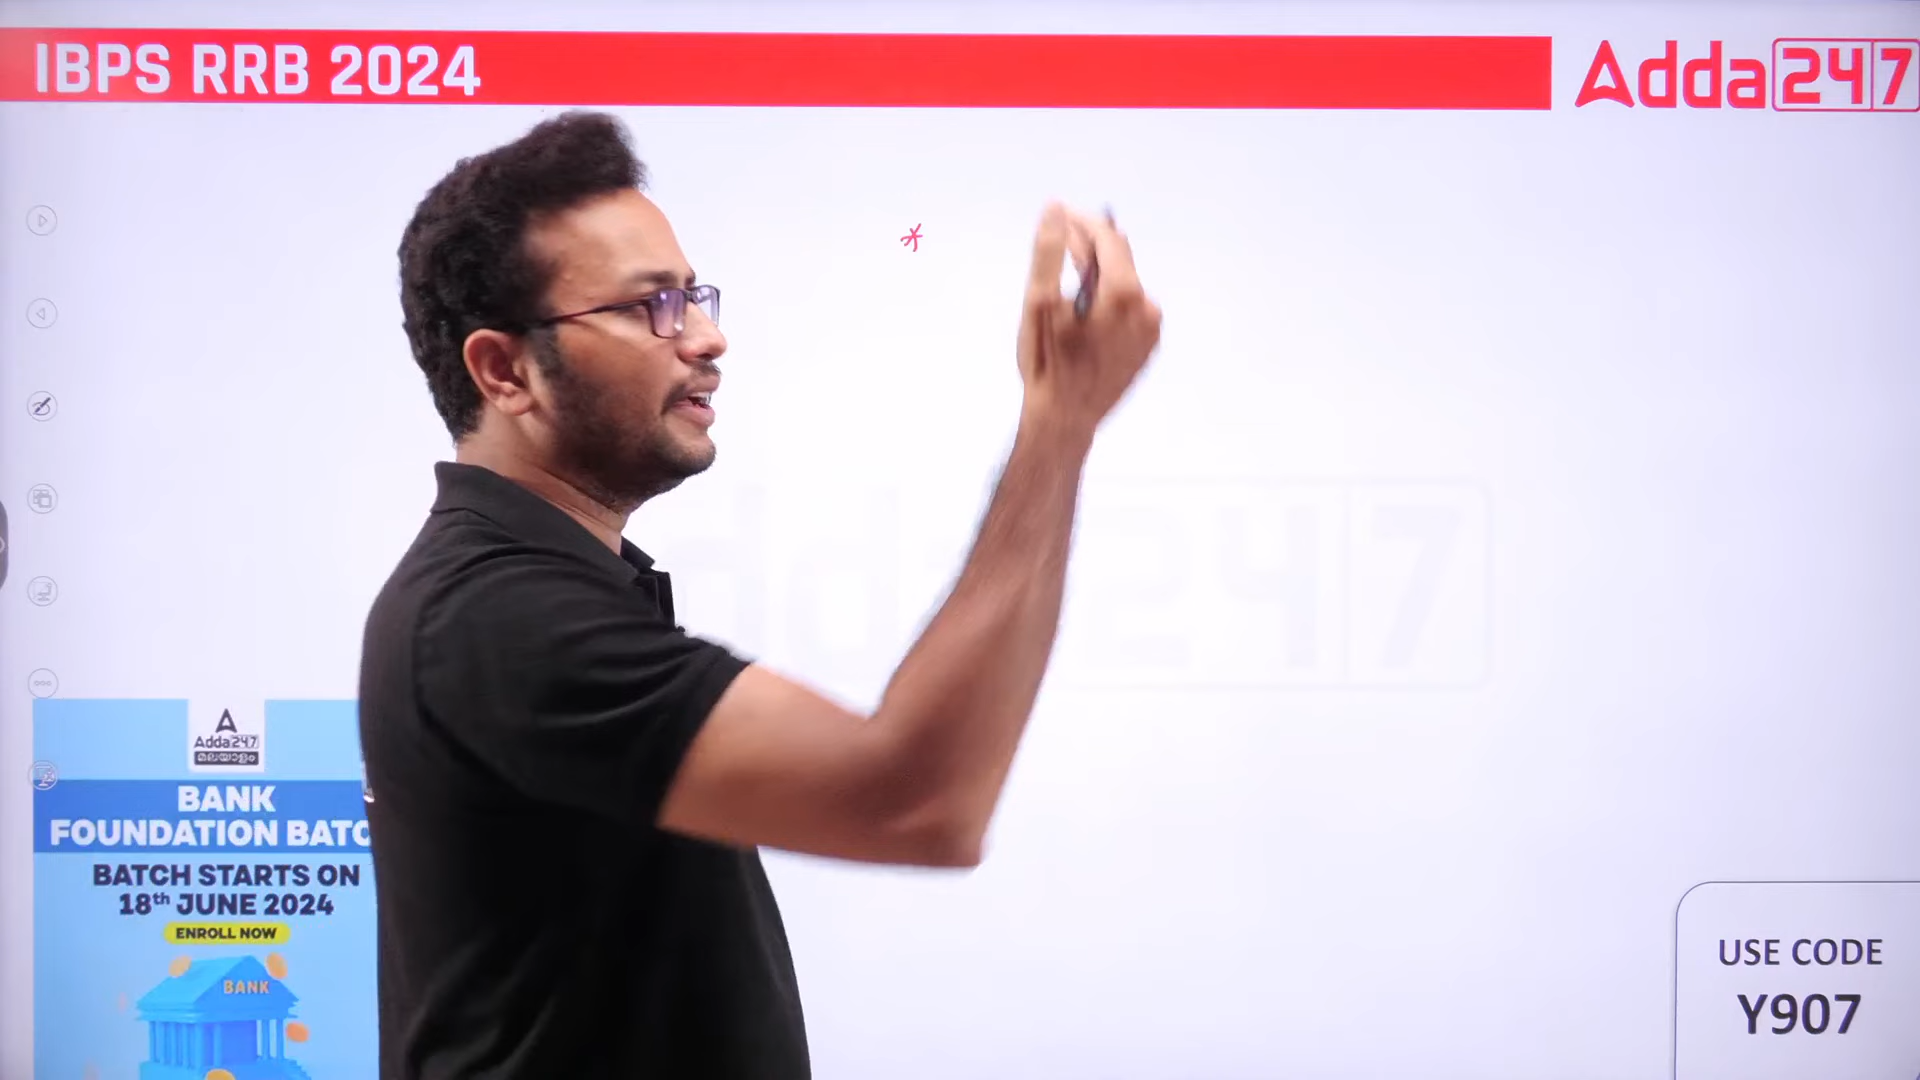 IBPS RRB 2024
Adda247
*
Adda247
Adda247
മലയാളം
BANK
FOUNDATION BATC
BATCH STARTS ON
18th JUNE 2024
ENROLL NOW
BANK
USE CODE
Y907